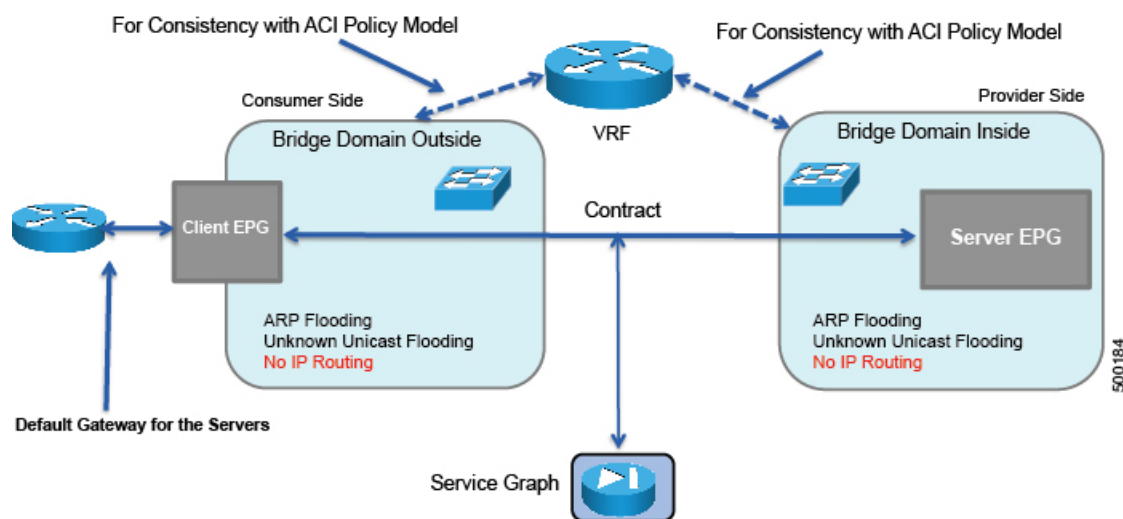 For Consistency with ACI Policy Model
For Consistency with ACI Policy Model
Consumer Side
Provider Side
VRF
Bridge Domain Outside
Bridge Domain Inside
Client EPG
Contract
Server EPG
ARP Flooding
Unknown Unicast Flooding
No IP Routing
ARP Flooding
Unknown Unicast Flooding
No IP Routing
500184
Default Gateway for the Servers
Service Graph